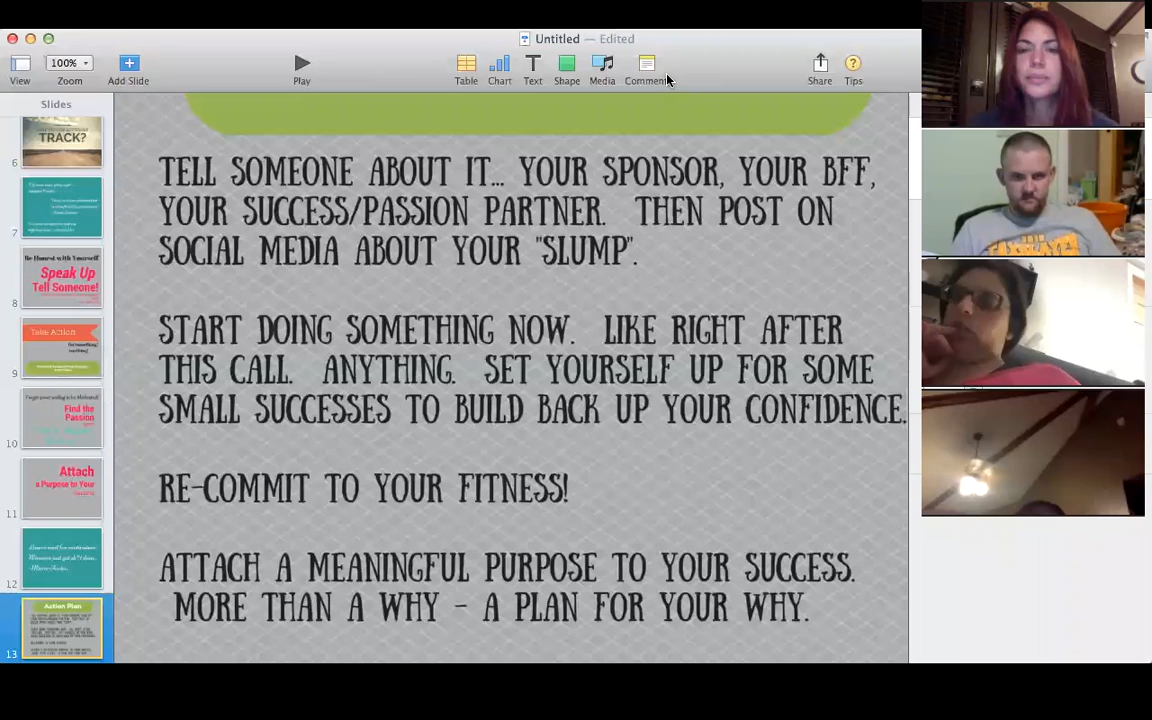 Untitled — Edited
100%
View
Zoom
Add Slide
Play
Table
Chart
Text
Shape
Media
Comment
Share
Tips
Slides
TRACK?
6
7
Be Honest with Yourself
Speak Up
Tell Someone!
8
Take Action
9
Find the
Passion
10
Attach
a Purpose to Your
11
12
Action Plan
13
TELL SOMEONE ABOUT IT... YOUR SPONSOR, YOUR BFF,
YOUR SUCCESS/PASSION PARTNER. THEN POST ON
SOCIAL MEDIA ABOUT YOUR "SLUMP".
START DOING SOMETHING NOW. LIKE RIGHT AFTER
THIS CALL. ANYTHING. SET YOURSELF UP FOR SOME
SMALL SUCCESSES TO BUILD BACK UP YOUR CONFIDENCE.
RE-COMMIT TO YOUR FITNESS!
ATTACH A MEANINGFUL PURPOSE TO YOUR SUCCESS.
MORE THAN A WHY - A PLAN FOR YOUR WHY.